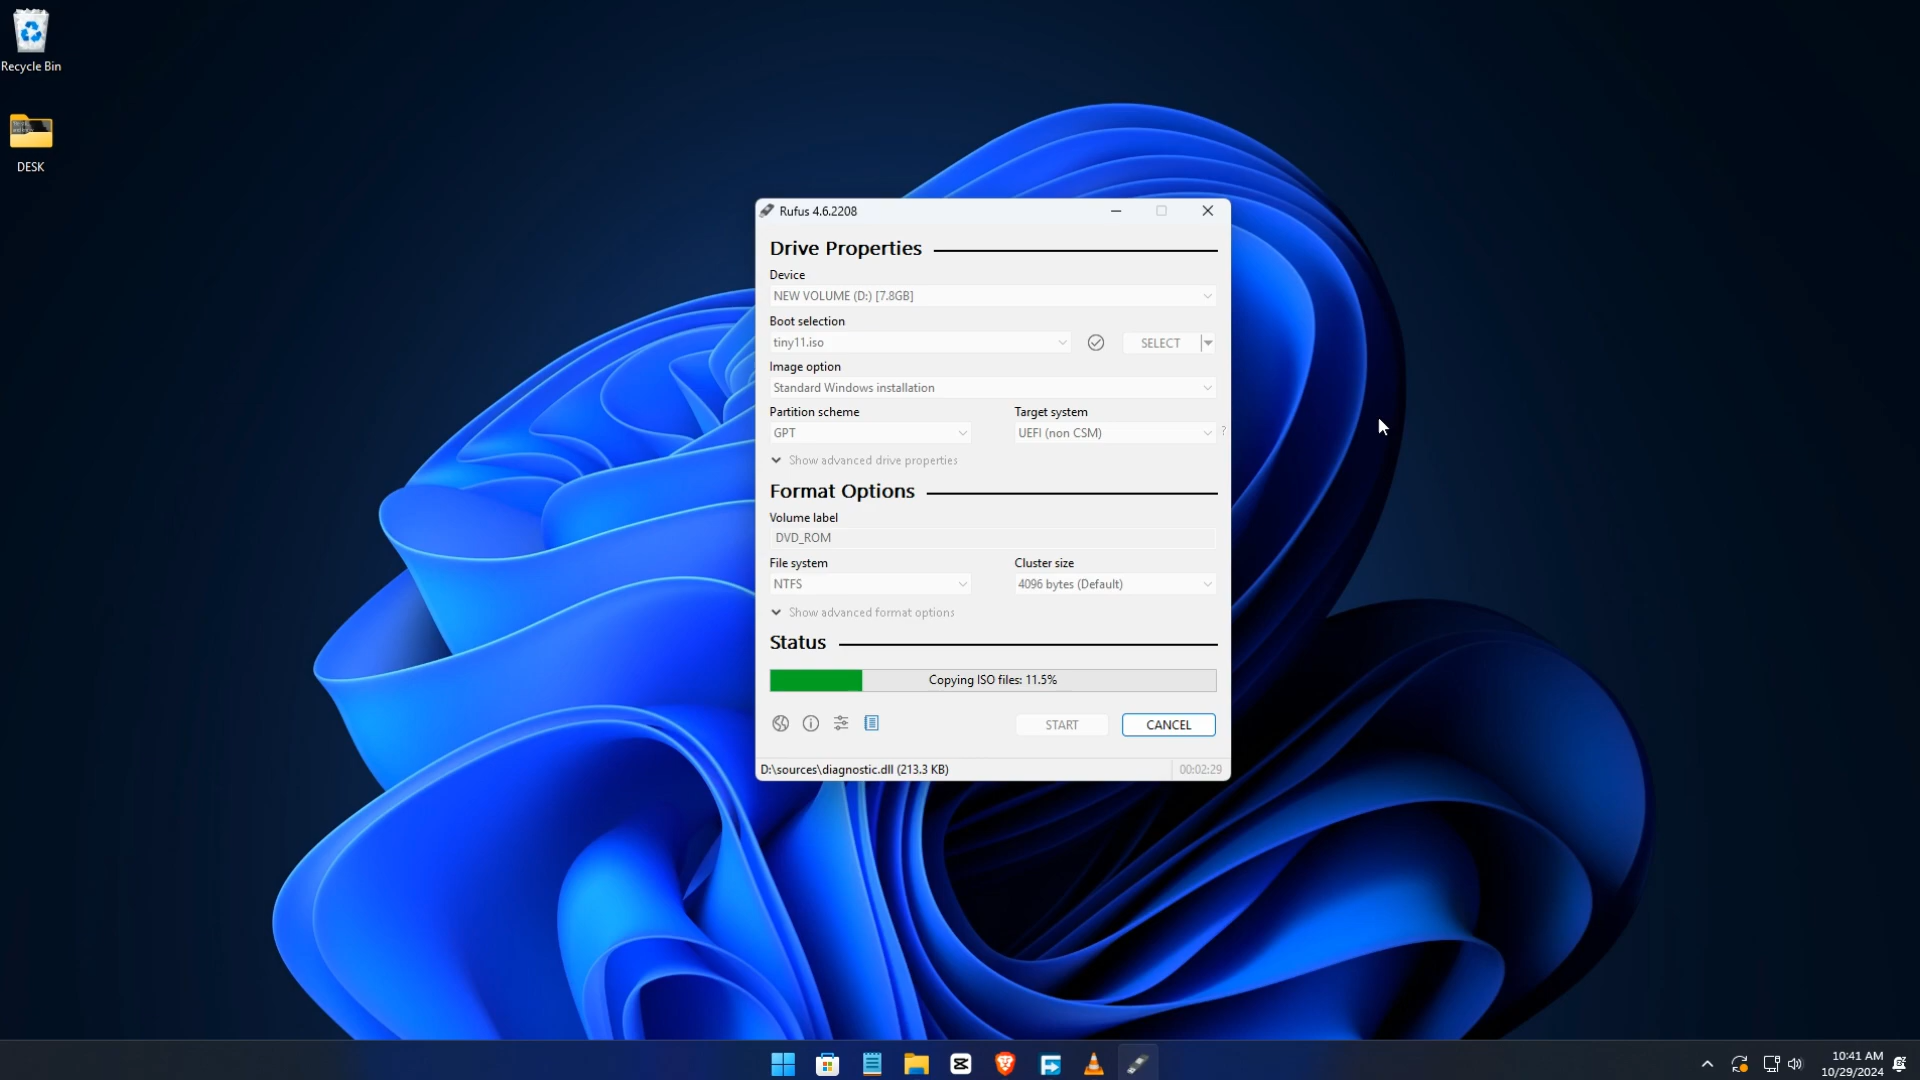 Recycle Bin
DESK
Rufus 4.6.2208
Drive Properties
Device
NEW VOLUME (D:) [7.8GB]
Boot selection
tiny11.iso
SELECT
Image option
Standard Windows installation
Partition scheme
Target system
GPT
UEFI (non CSM)
?
Show advanced drive properties
Format Options
Volume label
DVD_ROM
File system
Cluster size
NTFS
4096 bytes (Default)
Show advanced format options
Status
Copying ISO files: 11.5%
START
CANCEL
D:\sources\diagnostic.dll (213.3 KB)
00:02:29
10:41 AM
10/29/2024